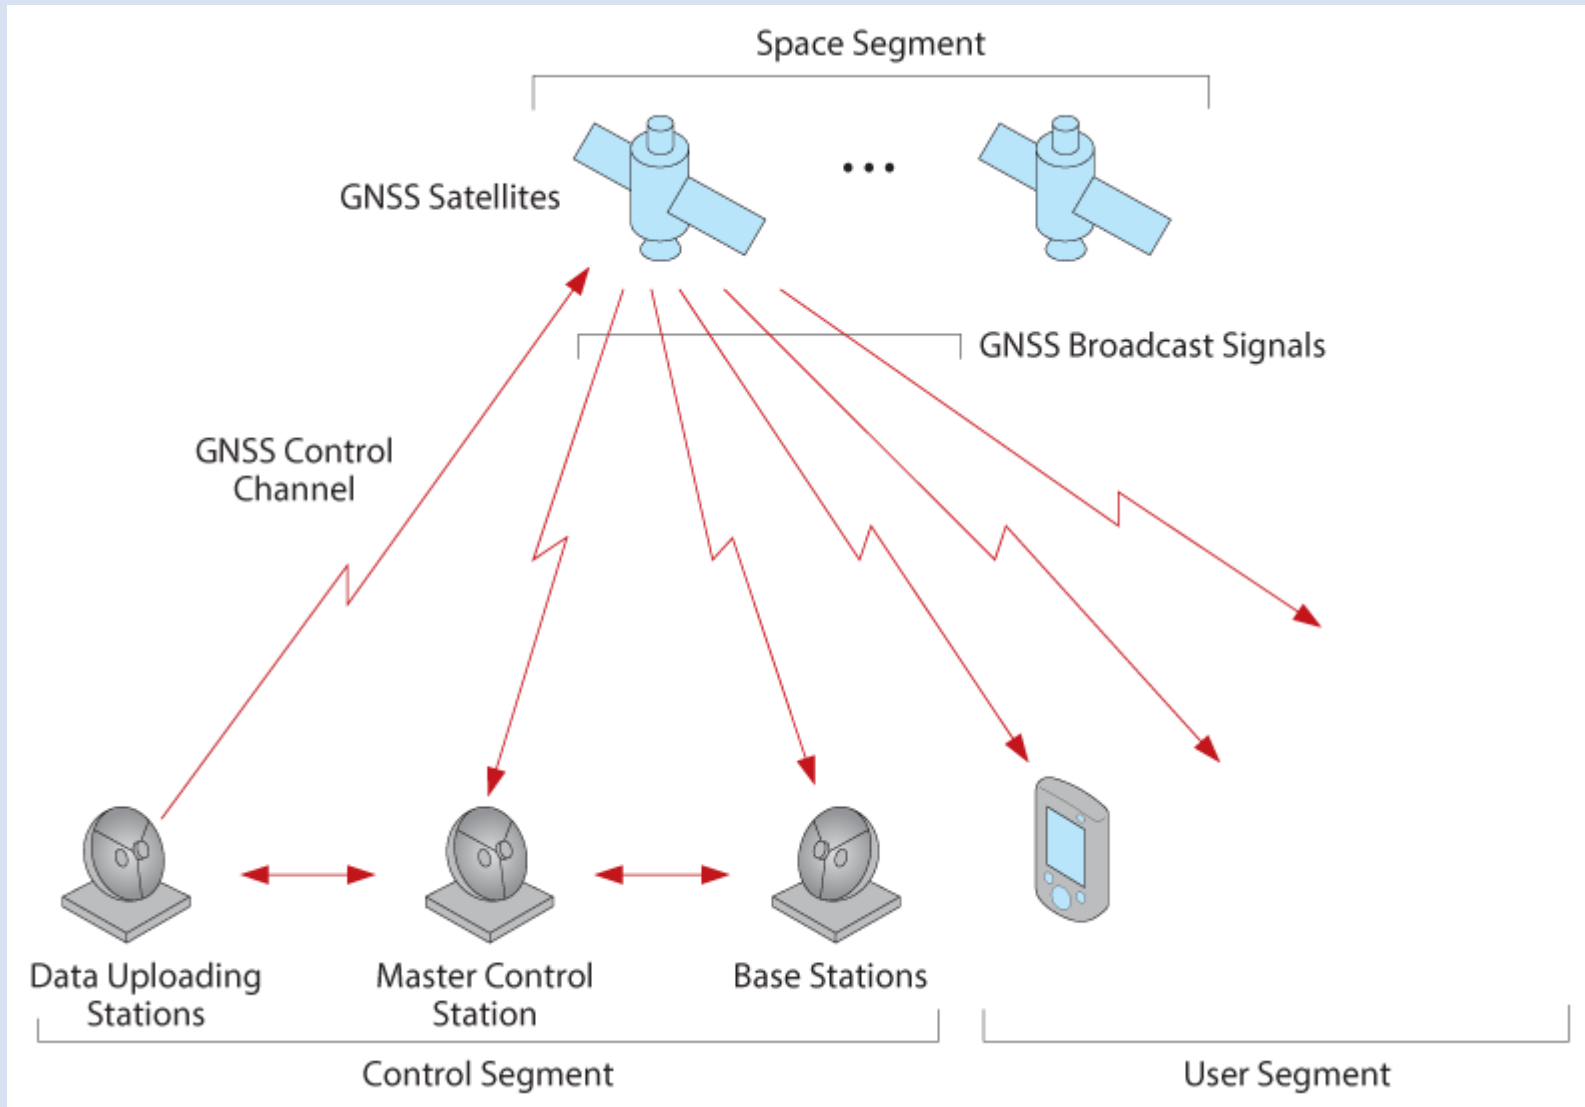 Space Segment
GNSS Satellites
GNSS Broadcast Signals
GNSS Control
Channel
Data Uploading
Stations
Master Control
Station
Base Stations
Control Segment
User Segment